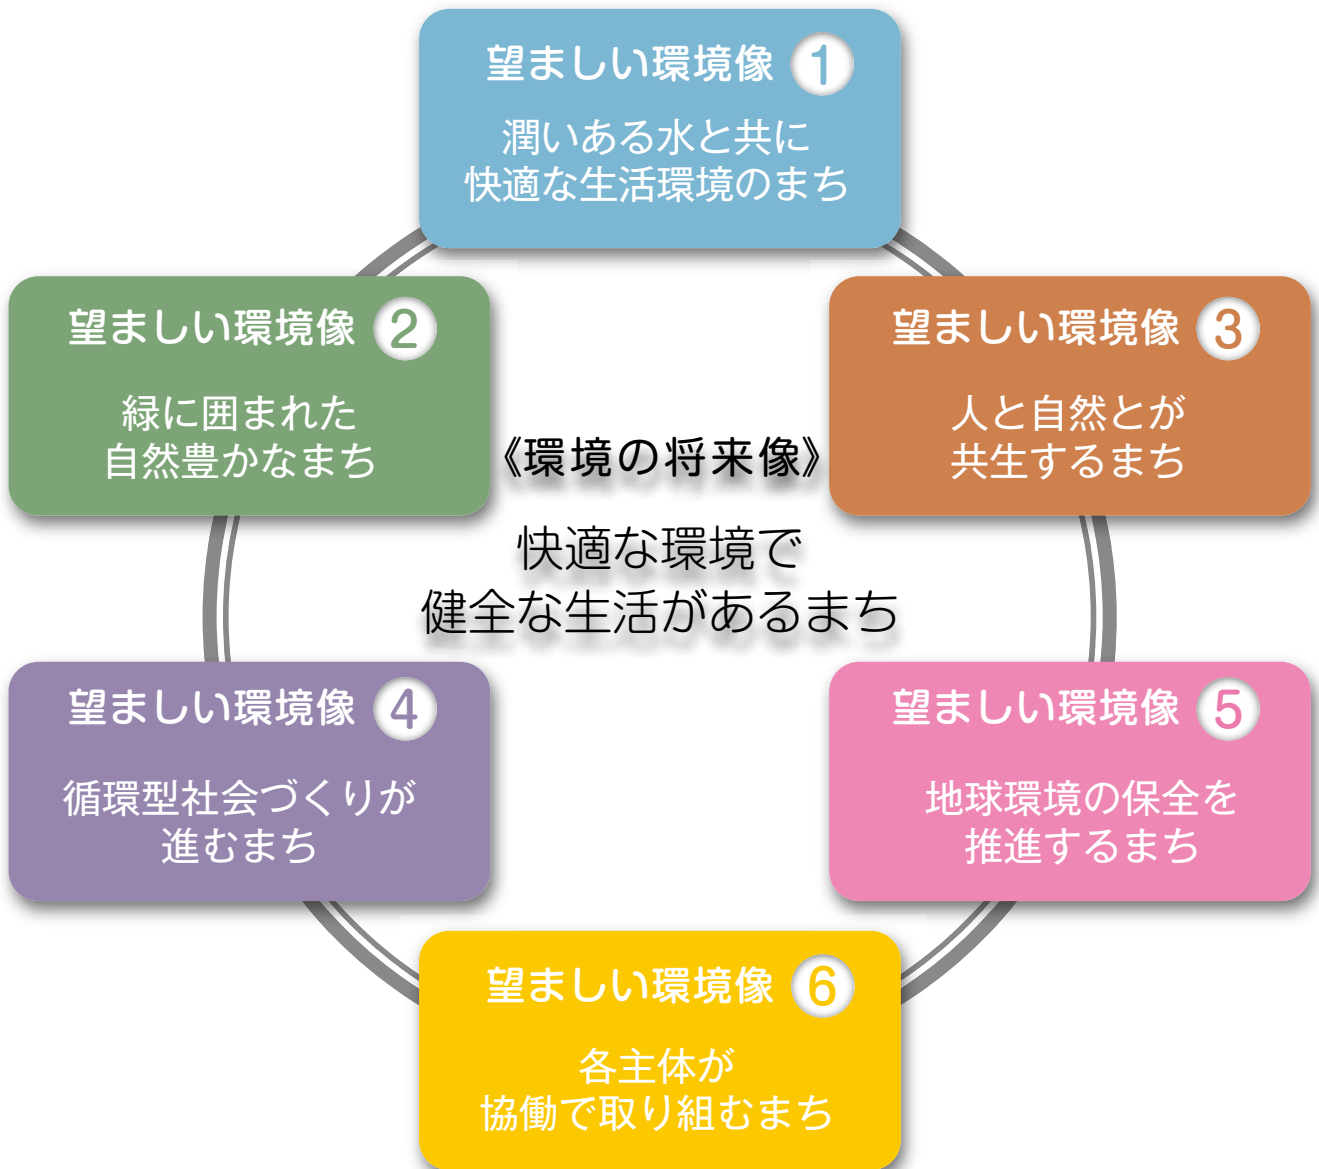 望ましい環境像 1
潤いある水と共に
快適な生活環境のまち
望ましい環境像 2
緑に囲まれた
自然豊かなまち
望ましい環境像 3
人と自然とが
共生するまち
《環境の将来像》
快適な環境で
健全な生活があるまち
望ましい環境像 4
循環型社会づくりが
進むまち
望ましい環境像 5
地球環境の保全を
推進するまち
望ましい環境像 6
各主体が
協働で取り組むまち